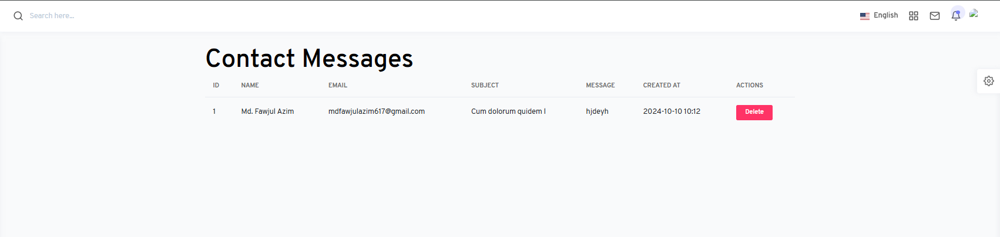 Search here...
English
Contact Messages
ID NAME EMAIL SUBJECT MESSAGE CREATED AT ACTIONS
1 Md. Fawjul Azim mdfawjulazim617@gmail.com Cum dolorum quidem l hjdeyh 2024-10-10 10:12 Delete